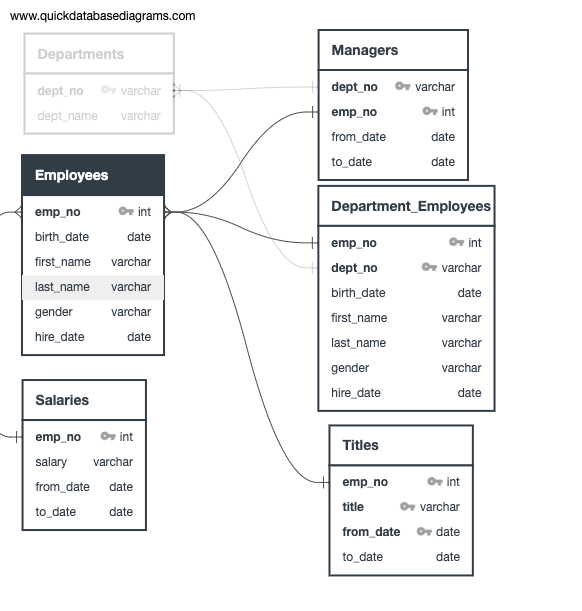 www.quickdatabasediagrams.com
Departments
dept_no varchar
dept_name varchar
Employees
emp_no int
birth_date date
first_name varchar
last_name varchar
gender varchar
hire_date date
Salaries
emp_no int
salary varchar
from_date date
to_date date
Managers
dept_no varchar
emp_no int
from_date date
to_date date
Department_Employees
emp_no int
dept_no varchar
birth_date date
first_name varchar
last_name varchar
gender varchar
hire_date date
Titles
emp_no int
title varchar
from_date date
to_date date